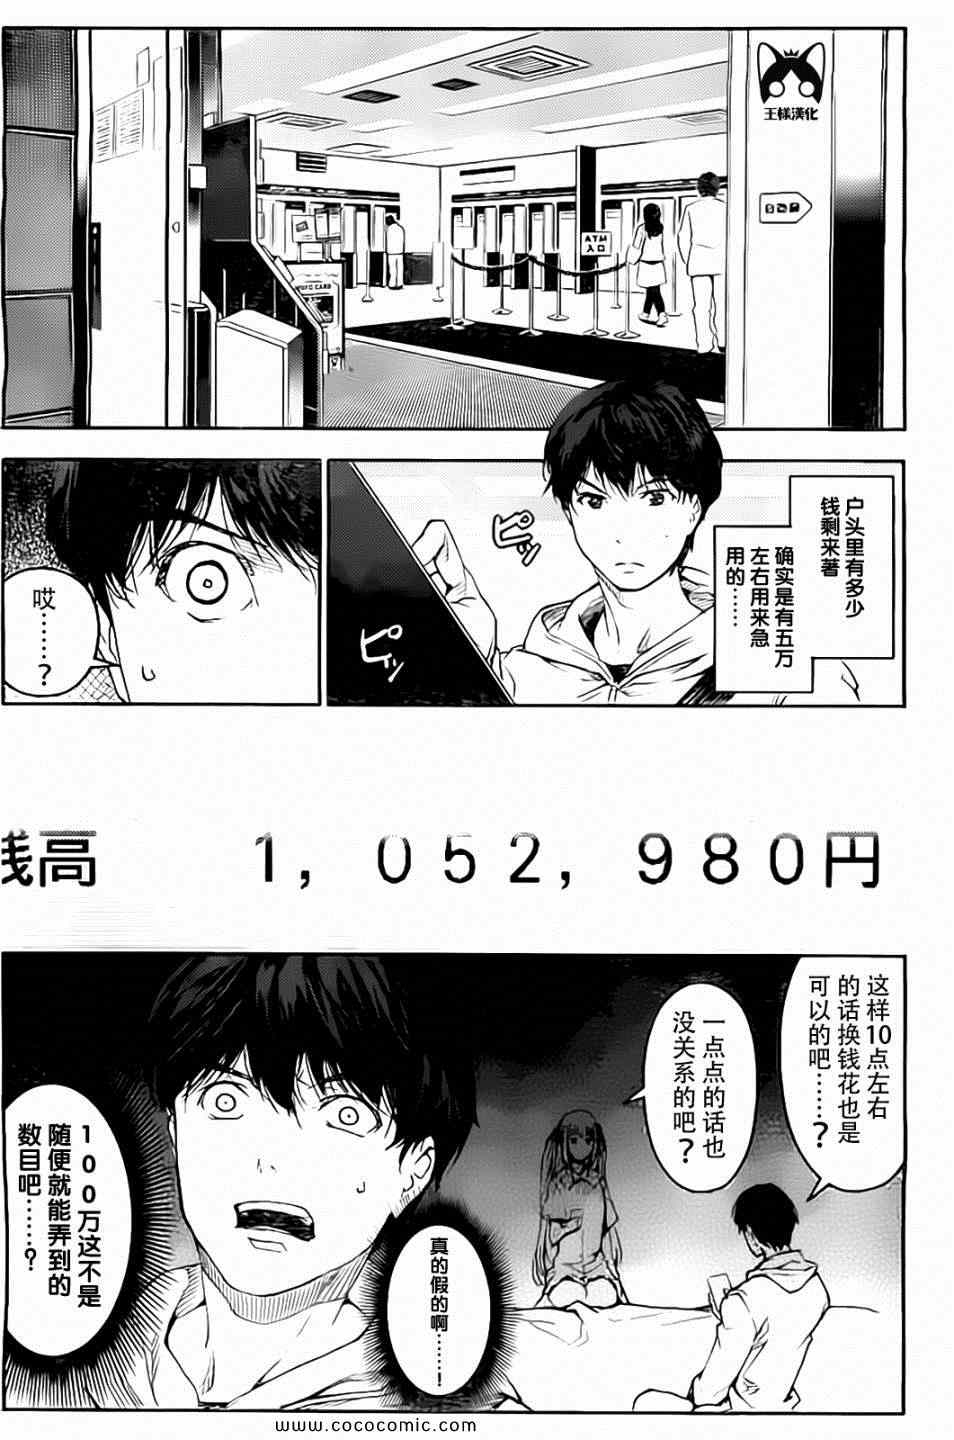 王様漢化
ATM
入口
户头里有多少
钱剩来著
确实是有五万
左右用来急
用的……
ピッ
ピッ
哎
……？
残高 1,052,980円
这样10点左右
的话换钱花也是
可以的吧……？
一点点的话也
没关系的吧？
真的假的啊……！
100万这不是
随便就能弄到的
数目吧……？
www.cococomic.com